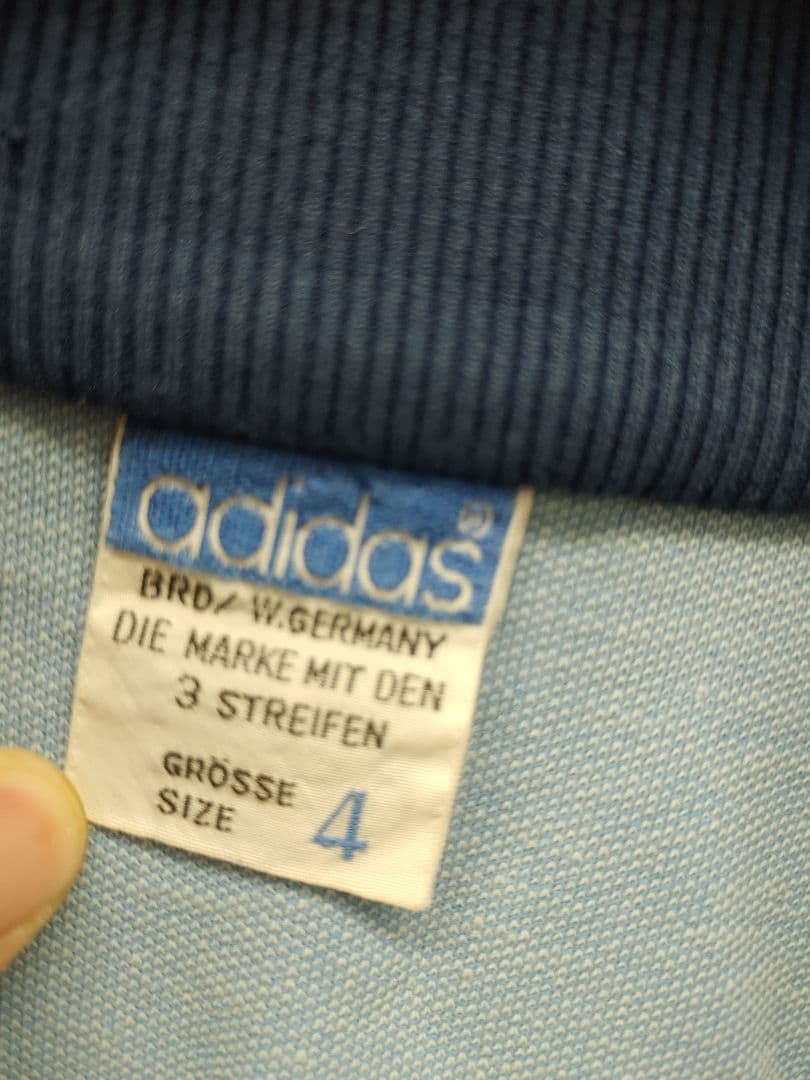 adidas®
BRD/ W.GERMANY
DIE MARKE MIT DEN
3 STREIFEN
GRÖSSE
SIZE 4